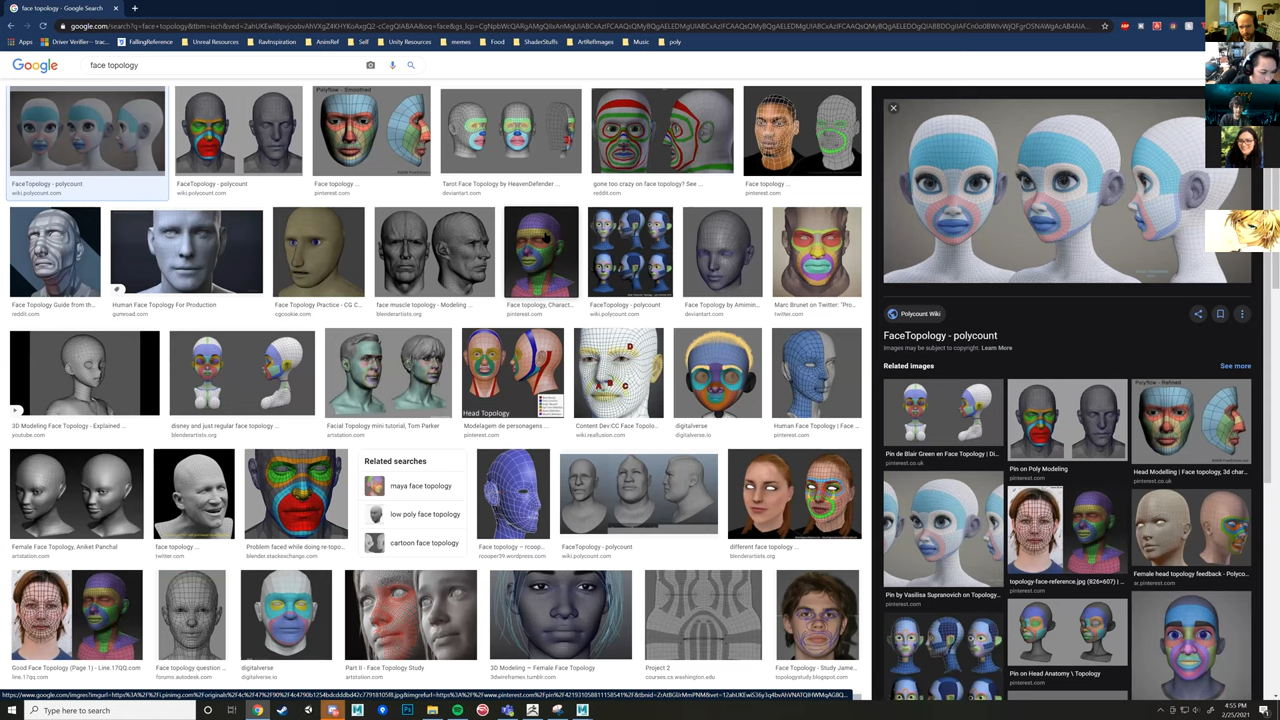 face topology - Google Search
Apps
Driver Verifier -- trac...
FallingReference
Unreal Resources
RavInspiration
AnimRef
Self
Unity Resources
memes
Food
ShaderStuffs
ArtRefImages
Music
poly
Google
face topology
FaceTopology - polycount
wiki.polycount.com
FaceTopology - polycount
wiki.polycount.com
Polyflow - Smoothed
Face topology ...
pinterest.com
Tarot Face Topology by HeavenDefender ...
deviantart.com
gone too crazy on face topology? See ...
reddit.com
Face topology ...
pinterest.com
Face Topology Guide from th...
reddit.com
Human Face Topology For Production
gumroad.com
Face Topology Practice - CG C...
cgcookie.com
face muscle topology - Modeling ...
blenderartists.org
Face topology, Charact...
pinterest.com
FaceTopology - polycount
wiki.polycount.com
Face Topology by Amimin...
deviantart.com
Marc Brunet on Twitter: "Pro...
twitter.com
3D Modeling Face Topology - Explained ...
youtube.com
disney and just regular face topology ...
blenderartists.org
Facial Topology mini tutorial, Tom Parker
artstation.com
Head Topology
Modelagem de personagens ...
pinterest.com
Content Dev:CC Face Topolo...
wiki.reallusion.com
digitalverse
digitalverse.io
Human Face Topology | Face ...
pinterest.com
Female Face Topology, Aniket Panchal
artstation.com
face topology ...
twitter.com
Problem faced while doing re-topo...
blender.stackexchange.com
Related searches
maya face topology
low poly face topology
cartoon face topology
Face topology – rcoop...
rcooper39.wordpress.com
FaceTopology - polycount
wiki.polycount.com
different face topology ...
blenderartists.org
Good Face Topology (Page 1) - Line.17QQ.com
line.17qq.com
Face topology question ...
forums.autodesk.com
digitalverse
digitalverse.io
Part II - Face Topology Study
artstation.com
3D Modeling — Female Face Topology
3dwireframes.tumblr.com
Project 2
courses.cs.washington.edu
Face Topology - Study Jame...
topologystudy.blogspot.com
Polycount Wiki
FaceTopology - polycount
Images may be subject to copyright. Learn More
Related images
See more
Pin de Blair Green en Face Topology | Di...
pinterest.co.uk
Pin on Poly Modeling
pinterest.com
Polyflow - Refined
Head Modelling | Face topology, 3d char...
pinterest.co.uk
Pin by Vasilisa Supranovich on Topology...
pinterest.com
topology-face-reference.jpg (826×607) | ...
pinterest.com
Female head topology feedback - Polyco...
pinterest.com
Pin on Head Anatomy \ Topology
pinterest.com
Type here to search
4:55 PM
2/25/2021